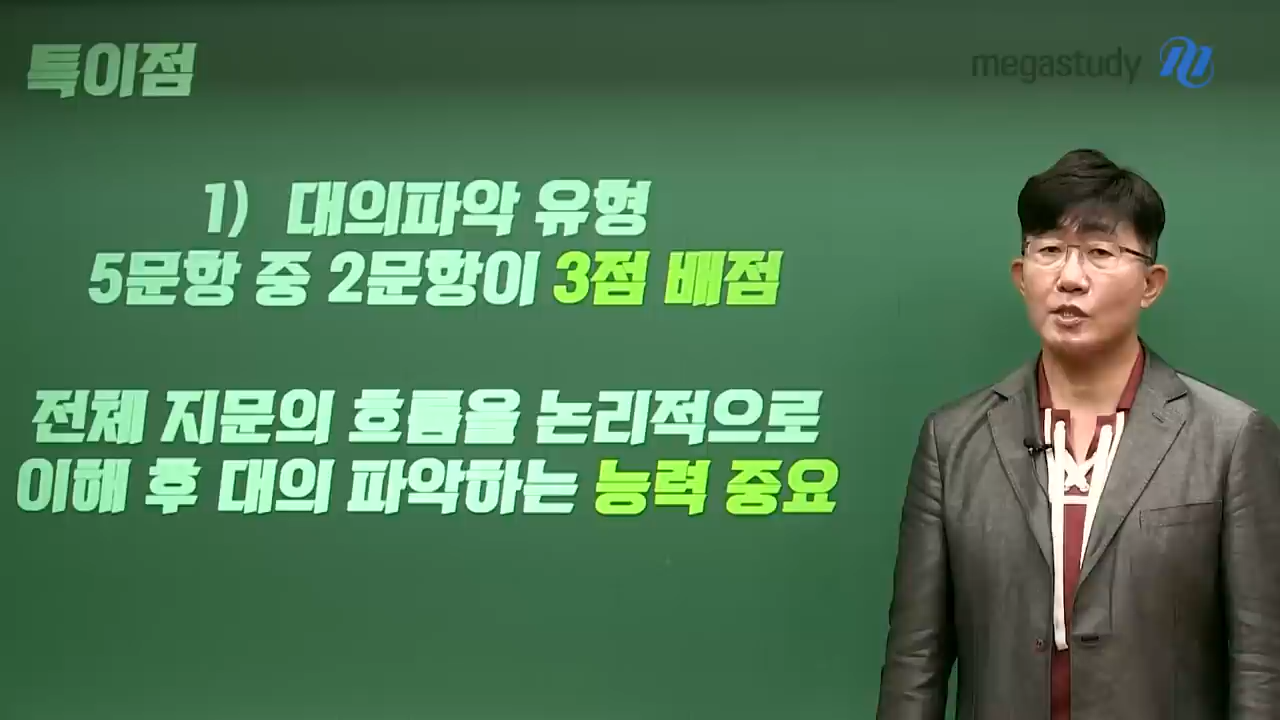 특이점
megastudy
1) 대의파악 유형
5문항 중 2문항이 3점 배점
전체 지문의 흐름을 논리적으로
이해 후 대의 파악하는 능력 중요